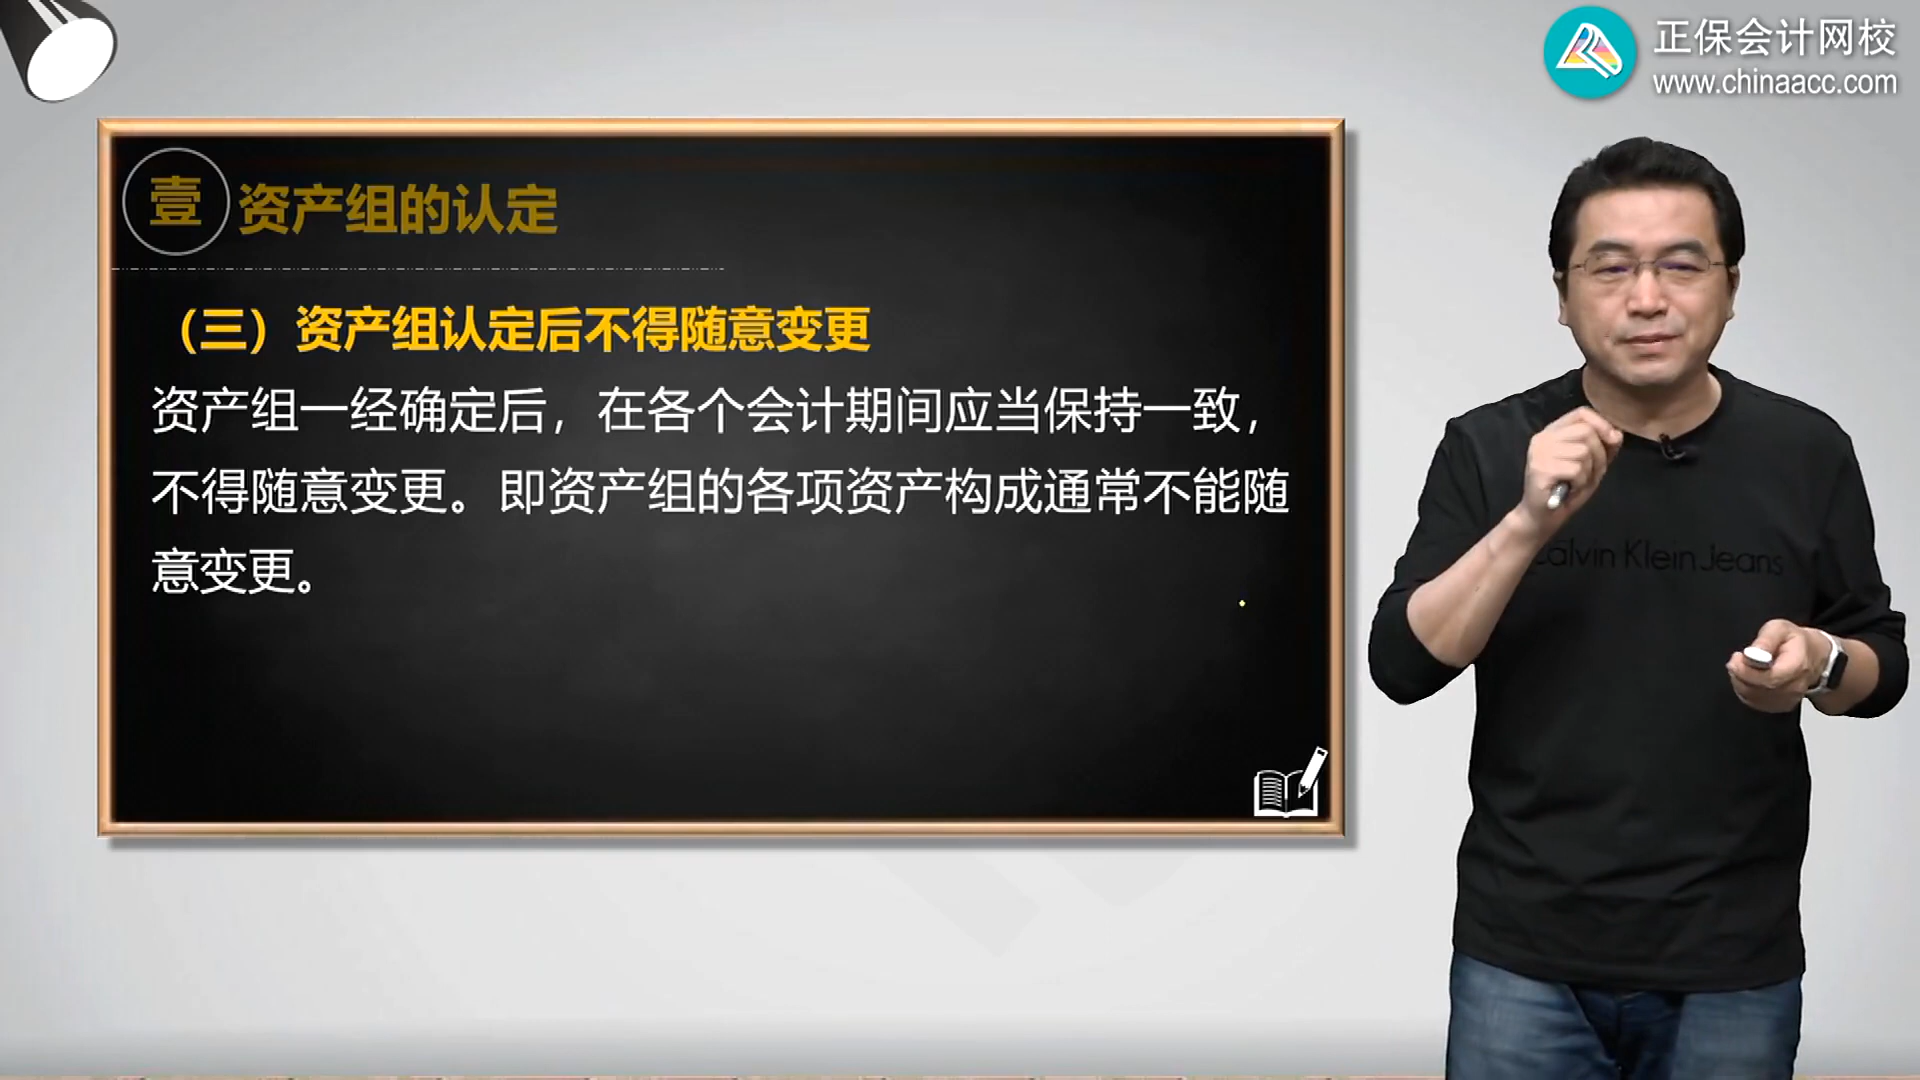 正保会计网校
www.chinaacc.com
壹 资产组的认定
（三）资产组认定后不得随意变更
资产组一经确定后，在各个会计期间应当保持一致，
不得随意变更。即资产组的各项资产构成通常不能随
意变更。
Calvin Klein Jeans